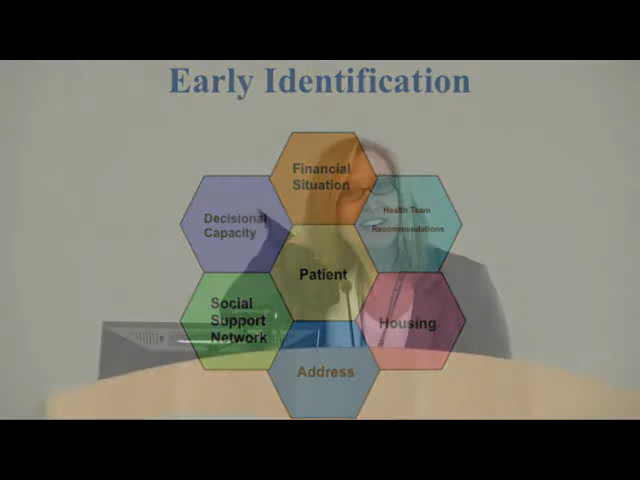 Early Identification
Financial
Situation
Decisional
Capacity
Health Team
Recommendations
Patient
Social
Support
Network
Housing
Address